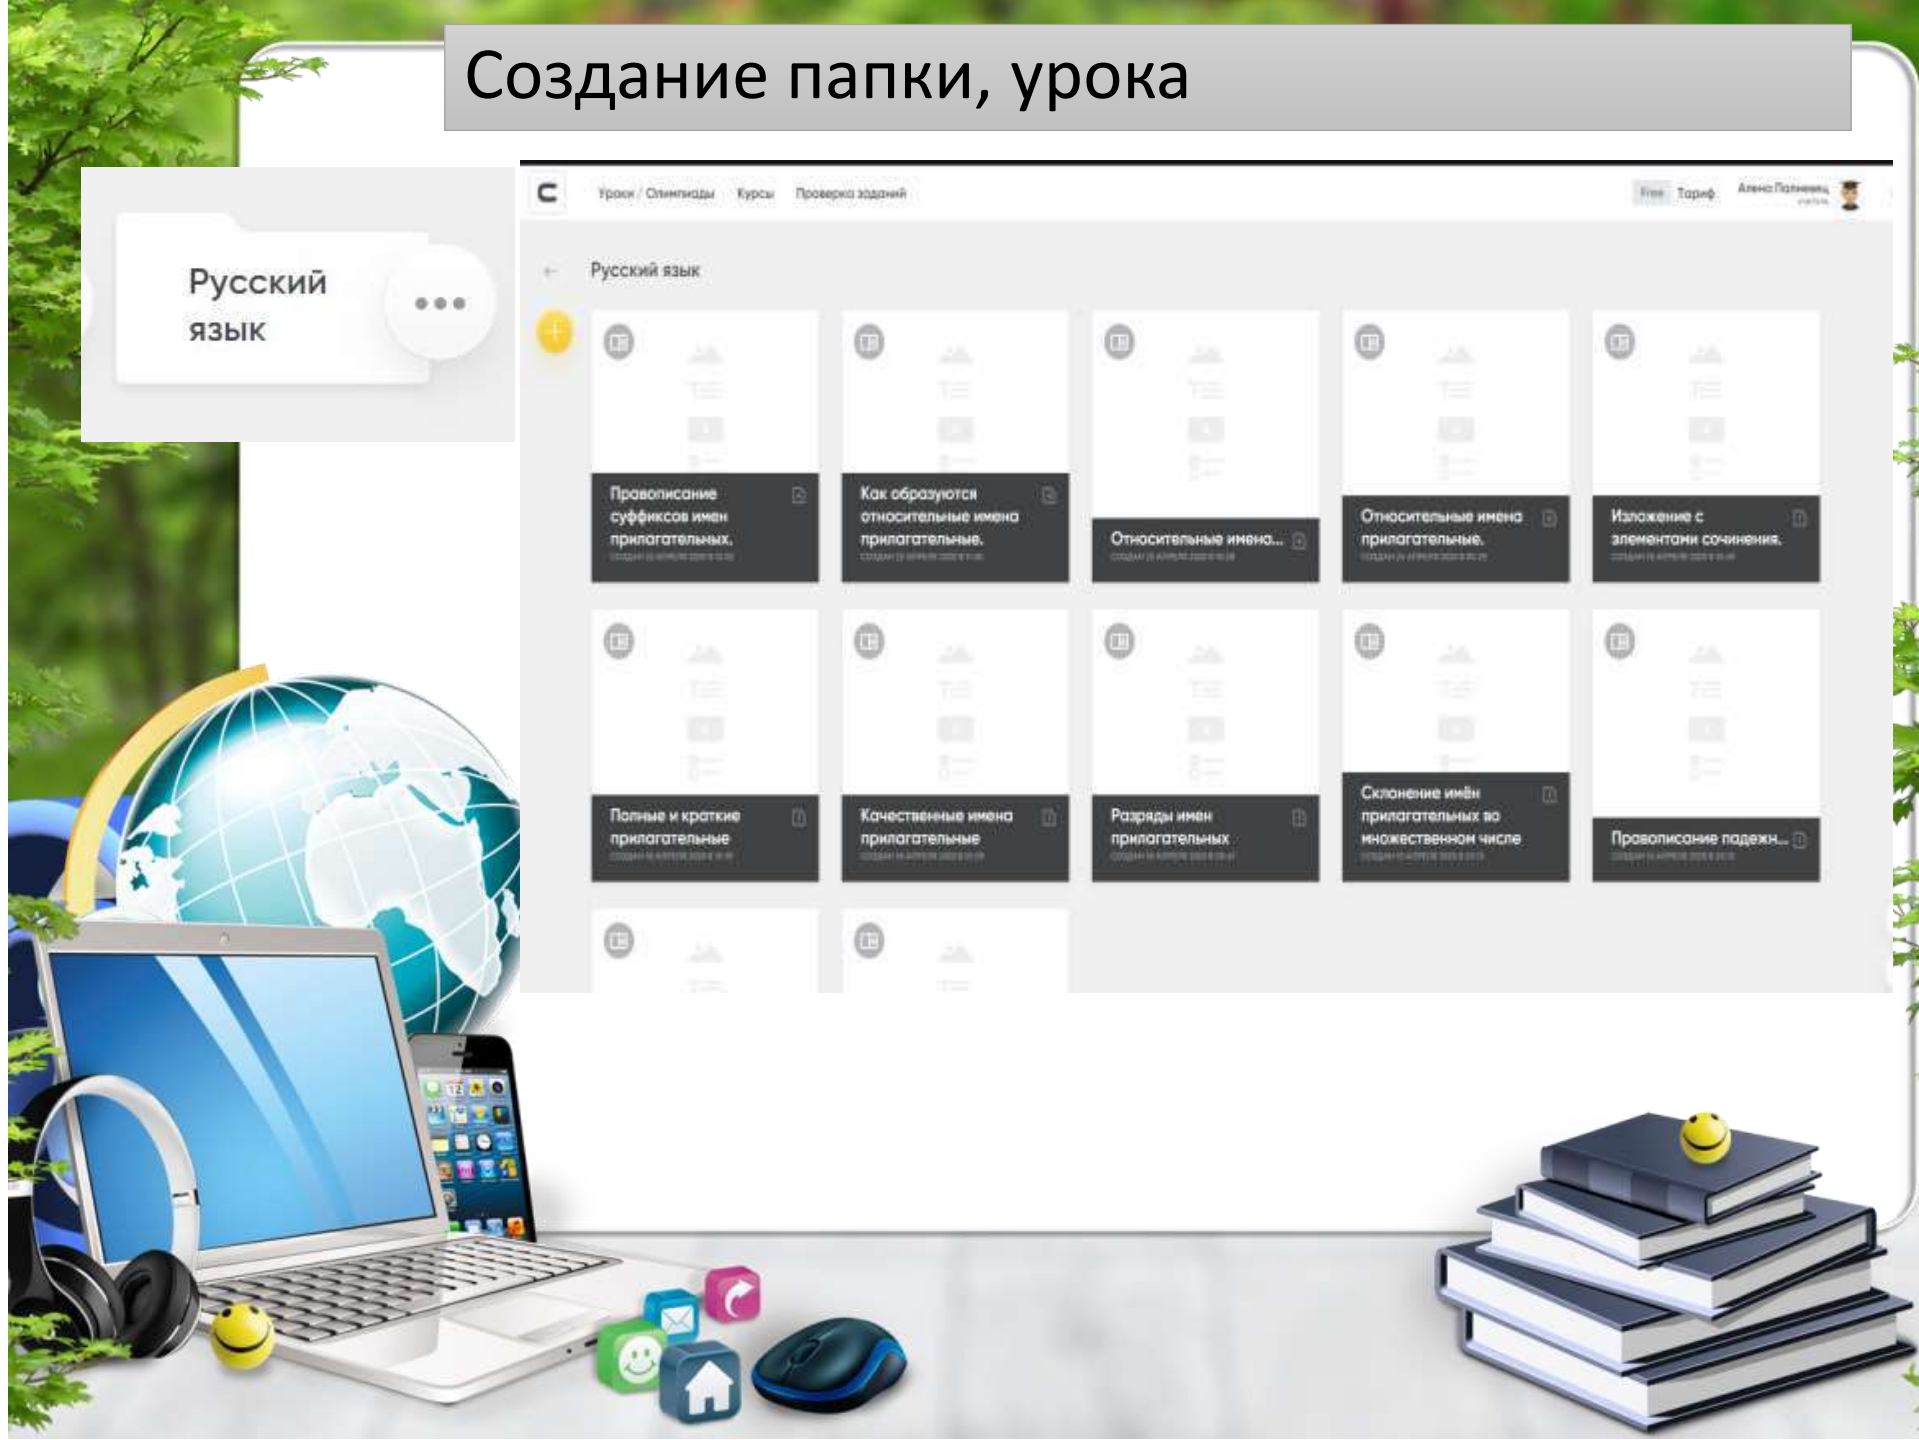 Создание папки, урока
Русский
язык
•••
C
Уроки / Олимпиады Курсы Проверка заданий
Free Тариф Алена
Русский язык
Правописание
суффиксов имен
прилагательных.
Как образуются
относительные имена
прилагательные.
Относительные имена...
Относительные имена
прилагательные.
Изложение с
элементами сочинения.
Полные и краткие
прилагательные
Качественные имена
прилагательные
Разряды имен
прилагательных
Склонение имён
прилагательных во
множественном числе
Правописание падежн...